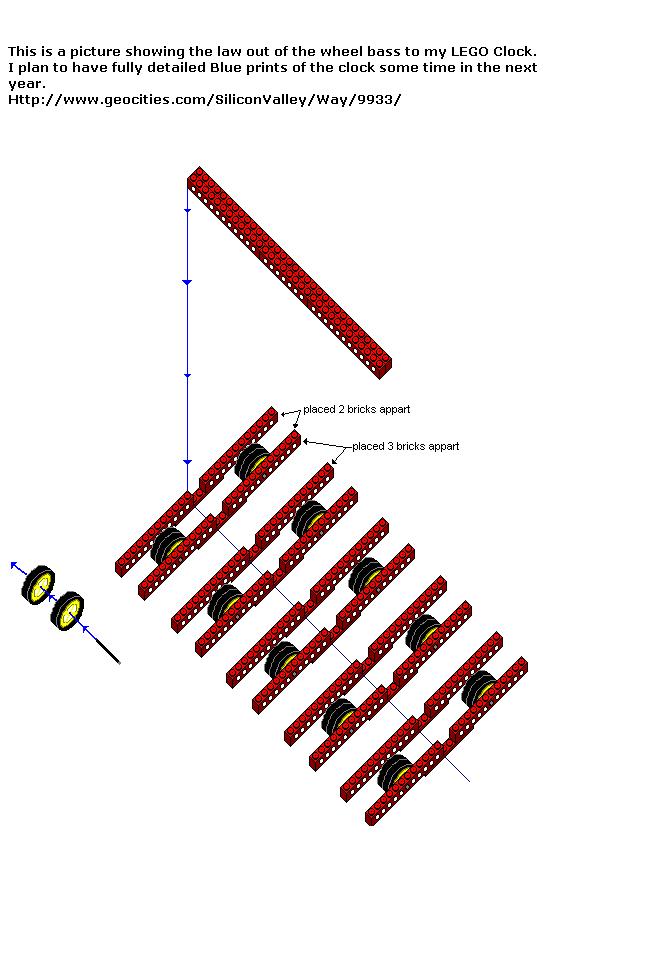 This is a picture showing the law out of the wheel bass to my LEGO Clock.
I plan to have fully detailed Blue prints of the clock some time in the next
year.
Http://www.geocities.com/SiliconValley/Way/9933/
placed 2 bricks appart
placed 3 bricks appart